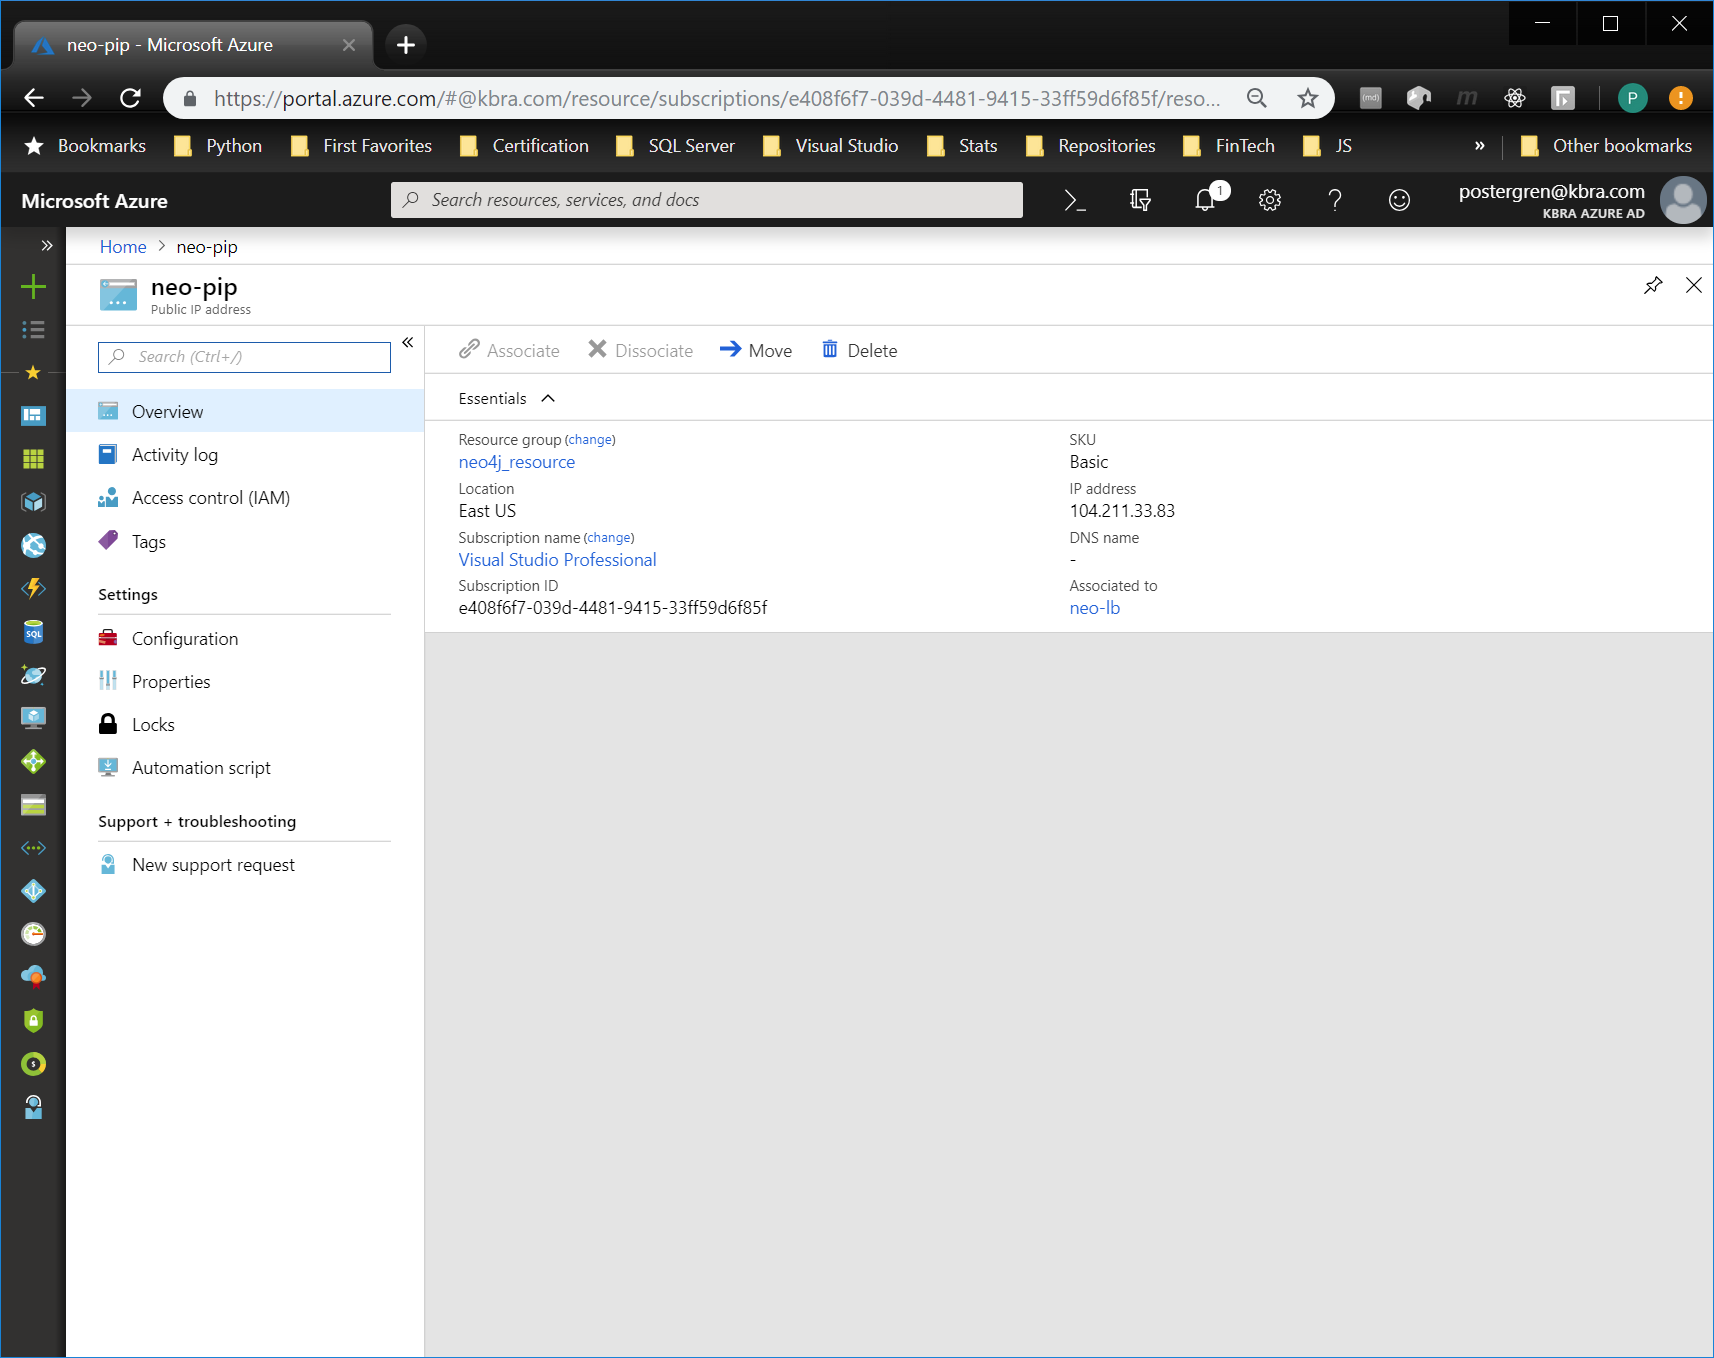 neo-pip - Microsoft Azure
https://portal.azure.com/#@kbra.com/resource/subscriptions/e408f6f7-039d-4481-9415-33ff59d6f85f/reso...
(md)
m
P
Bookmarks Python First Favorites Certification SQL Server Visual Studio Stats Repositories FinTech JS » Other bookmarks
Microsoft Azure
Search resources, services, and docs
1
postergren@kbra.com
KBRA AZURE AD
Home > neo-pip
neo-pip
Public IP address
Search (Ctrl+/)
Associate Dissociate Move Delete
Essentials
Overview
Activity log
Access control (IAM)
Tags
Settings
Configuration
Properties
Locks
Automation script
Support + troubleshooting
New support request
Resource group (change)
neo4j_resource
Location
East US
Subscription name (change)
Visual Studio Professional
Subscription ID
e408f6f7-039d-4481-9415-33ff59d6f85f
SKU
Basic
IP address
104.211.33.83
DNS name
-
Associated to
neo-lb
SQL